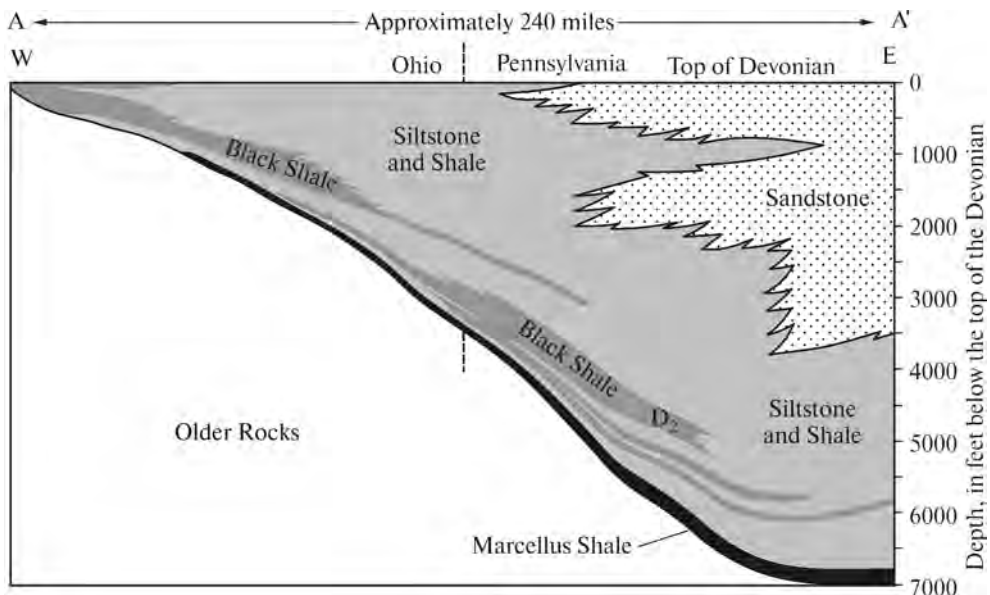 A Approximately 240 miles A'
W Ohio Pennsylvania Top of Devonian E
0
Black Shale
Siltstone
and Shale
1000
Sandstone
2000
3000
Black Shale
4000
D2
Siltstone
and Shale
Older Rocks
5000
6000
Marcellus Shale
7000
Depth, in feet below the top of the Devonian